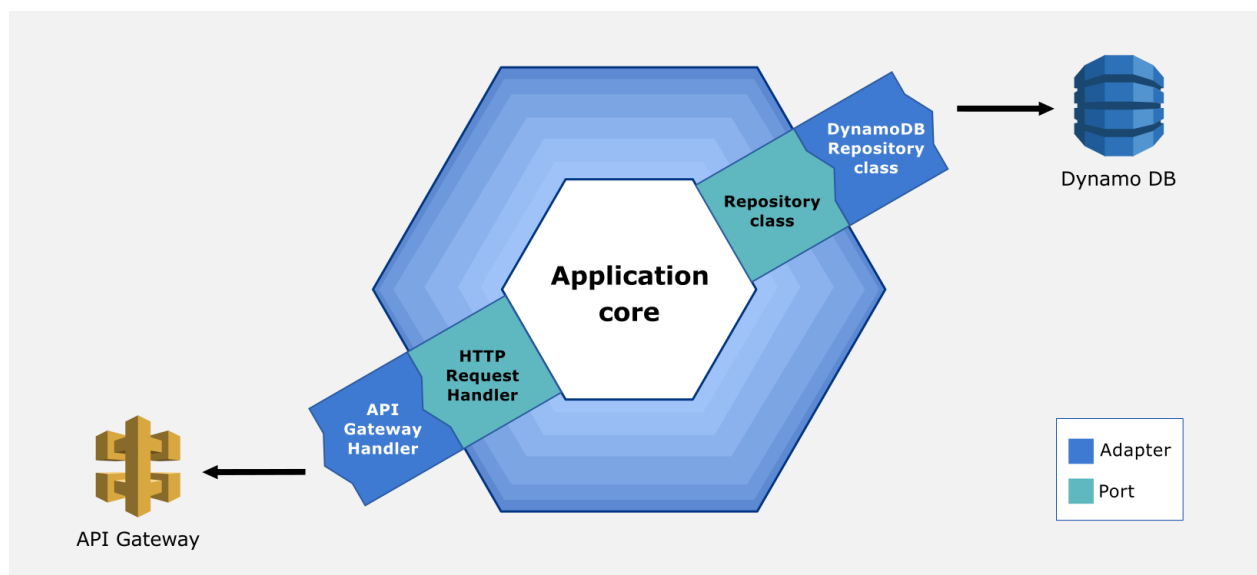 DynamoDB
Repository
class
Dynamo DB
Repository
class
Application
core
HTTP
Request
Handler
API
Gateway
Handler
API Gateway
Adapter
Port